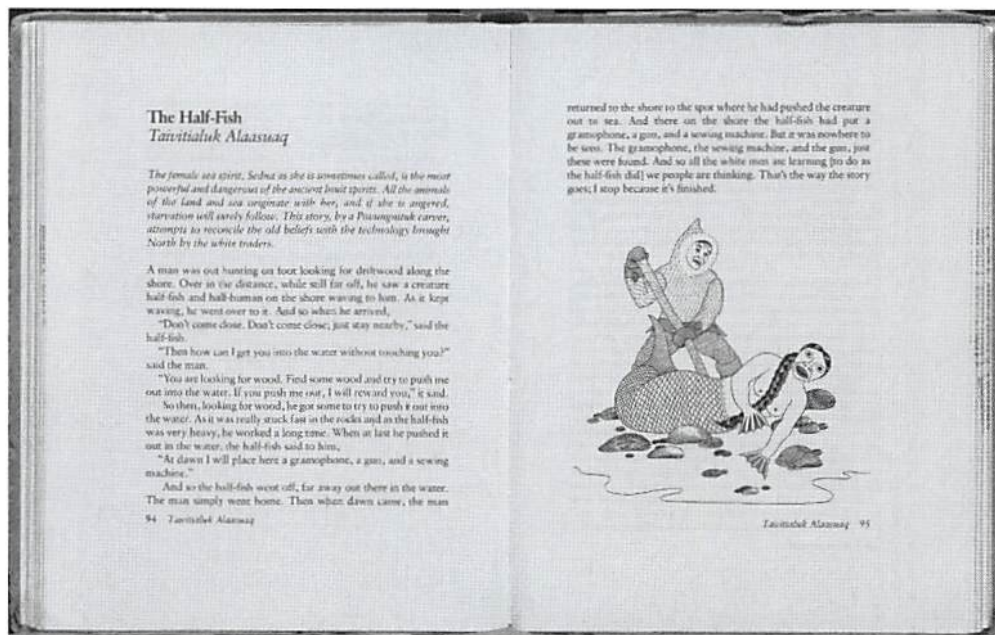 The Half-Fish
Taivitialuk Alaasuaq
The female sea spirit, Sedna as she is sometimes called, is the most
powerful and dangerous of the ancient Inuit spirits. All the animals
of the land and sea originate with her, and if she is angered,
starvation will surely follow. This story, by a Povungnituk carver,
attempts to reconcile the old beliefs with the technology brought
North by the white traders.
A man was out hunting on foot looking for driftwood along the
shore. Over in the distance, while still far off, he saw a creature
half-fish and half-human on the shore waving to him. As it kept
waving, he went over to it. And so when he arrived,
"Don't come close. Don't come close; just stay nearby," said the
half-fish.
"Then how can I get you into the water without touching you?"
said the man.
"You are looking for wood. Find some wood and try to push me
out into the water. If you push me out, I will reward you," it said.
So then, looking for wood, he got some to try to push it out into
the water. As it was really stuck fast in the rocks and as the half-fish
was very heavy, he worked a long time. When at last he pushed it
out in the water, the half-fish said to him,
"At dawn I will place here a gramophone, a gun, and a sewing
machine."
And so the half-fish went off, far away out there in the water.
The man simply went home. Then when dawn came, the man
94 Taivitialuk Alaasuaq
returned to the shore to the spot where he had pushed the creature
out to sea. And there on the shore the half-fish had put a
gramophone, a gun, and a sewing machine. But it was nowhere to
be seen. The gramophone, the sewing machine, and the gun, just
these were found. And so all the white men are learning [to do as
the half-fish did] we people are thinking. That's the way the story
goes; I stop because it's finished.
Taivitialuk Alaasuaq 95